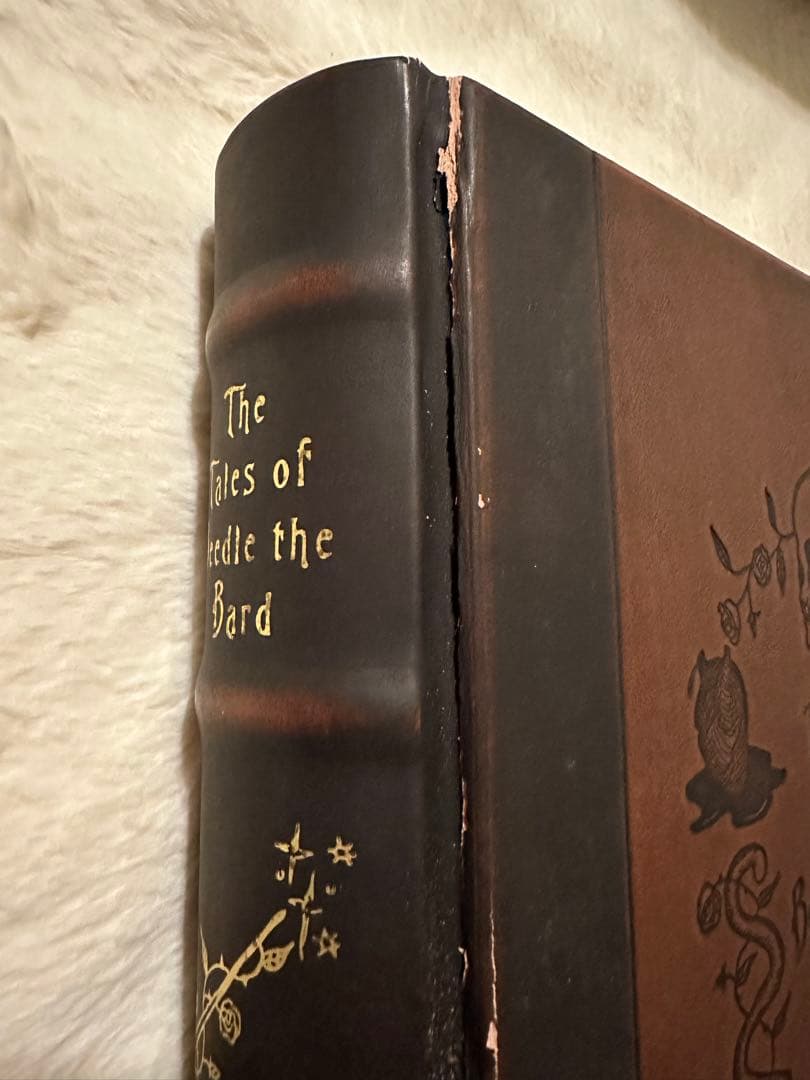 The
Tales of
eedle the
Bard